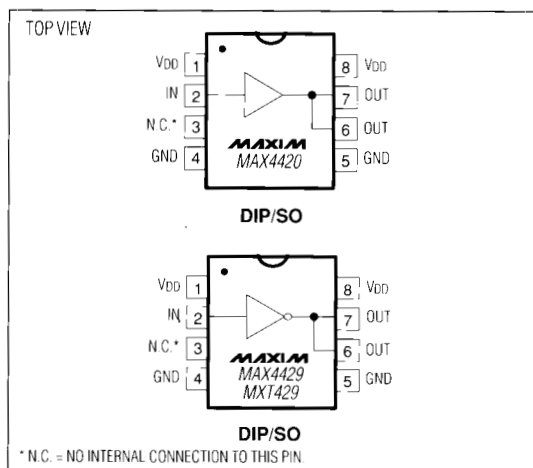 TOP VIEW
VDD 1
8 VDD
IN 2
7 OUT
N.C.* 3
6 OUT
GND 4
5 GND
MAXIM
MAX4420
DIP/SO
VDD 1
8 VDD
IN 2
7 OUT
N.C.* 3
6 OUT
GND 4
5 GND
MAXIM
MAX4429
MXT429
DIP/SO
* N.C. = NO INTERNAL CONNECTION TO THIS PIN.